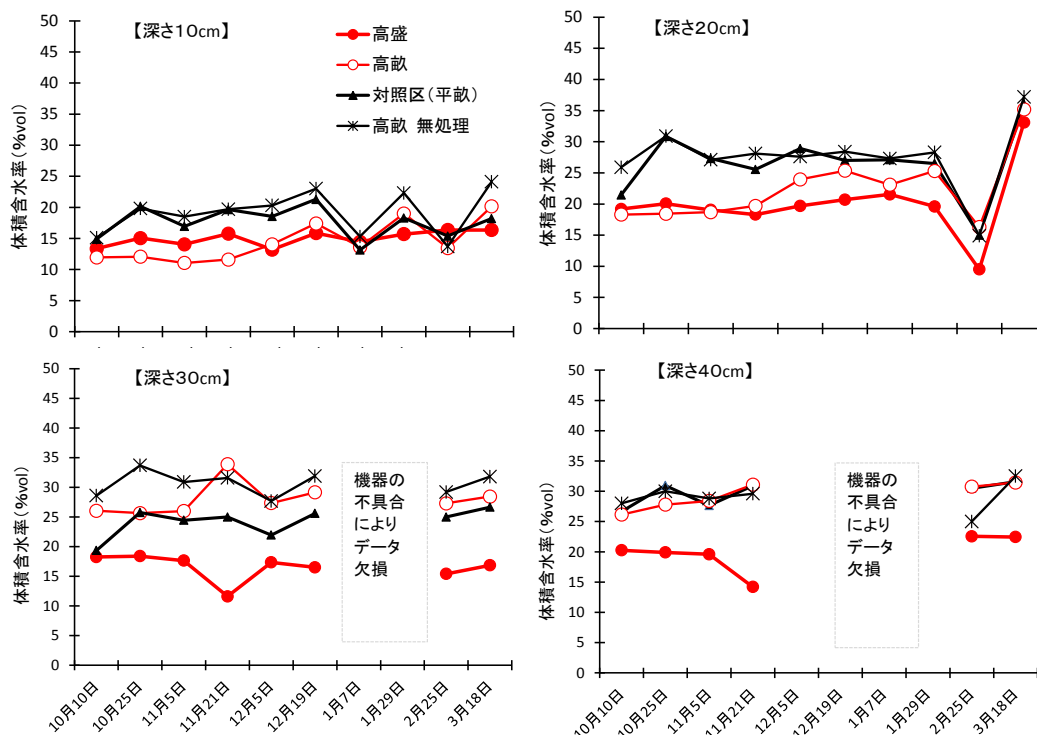 【深さ10cm】
体積含水率(%vol)
50
45
40
35
30
25
20
15
10
5
0
高盛
高畝
対照区(平畝)
高畝 無処理
【深さ20cm】
体積含水率(%vol)
50
45
40
35
30
25
20
15
10
5
0
【深さ30cm】
体積含水率(%vol)
50
45
40
35
30
25
20
15
10
5
0
機器の
不具合
により
データ
欠損
10月10日
10月25日
11月5日
11月21日
12月5日
12月19日
1月7日
1月29日
2月25日
3月18日
【深さ40cm】
体積含水率(%vol)
50
45
40
35
30
25
20
15
10
5
0
機器の
不具合
により
データ
欠損
10月10日
10月25日
11月5日
11月21日
12月5日
12月19日
1月7日
1月29日
2月25日
3月18日